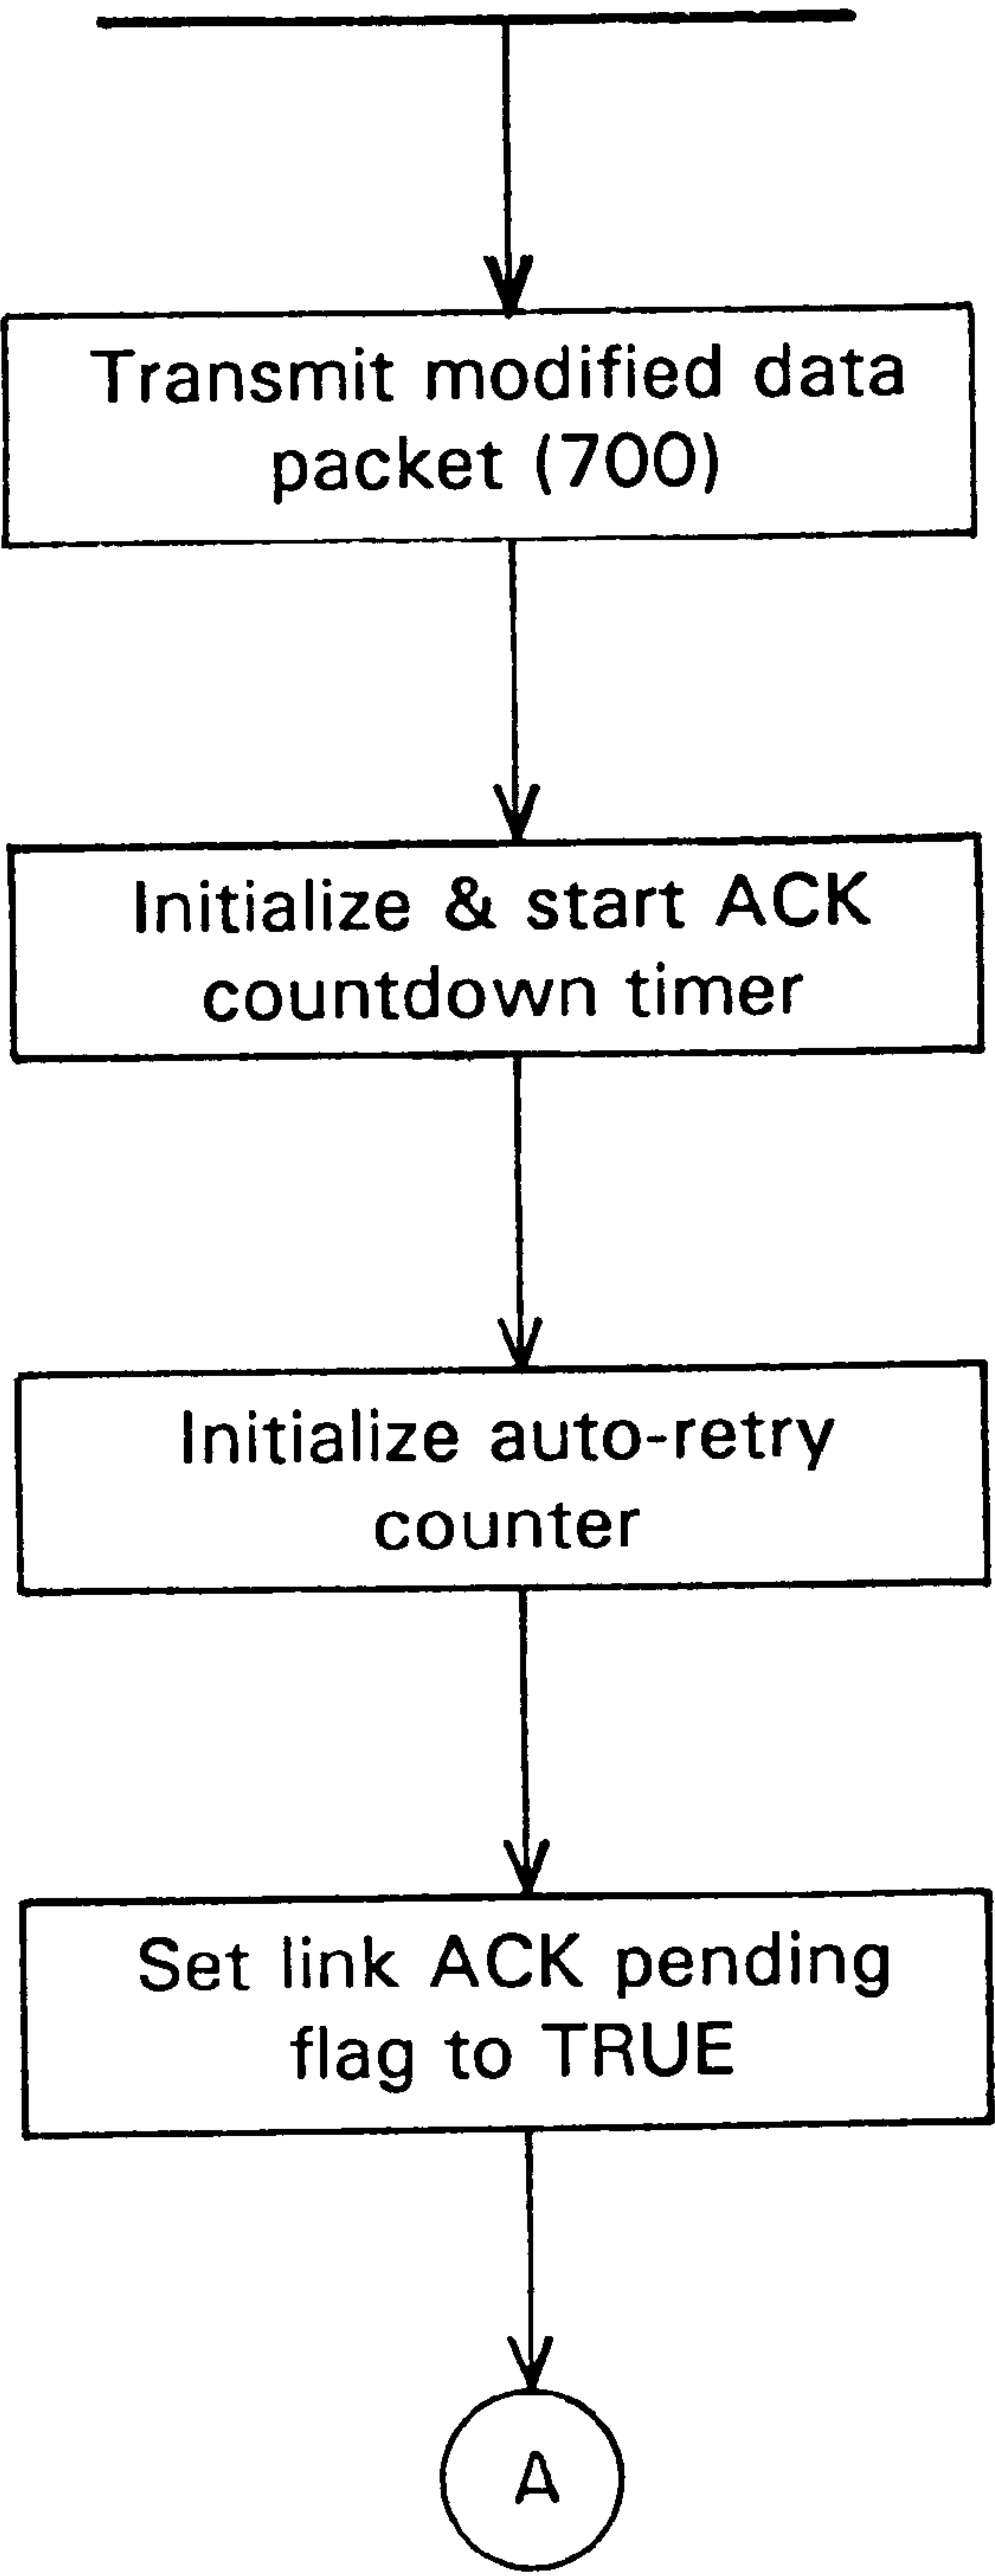 Transmit modified data
packet (700)
Initialize & start ACK
countdown timer
Initialize auto-retry
counter
Set link ACK pending
flag to TRUE
A